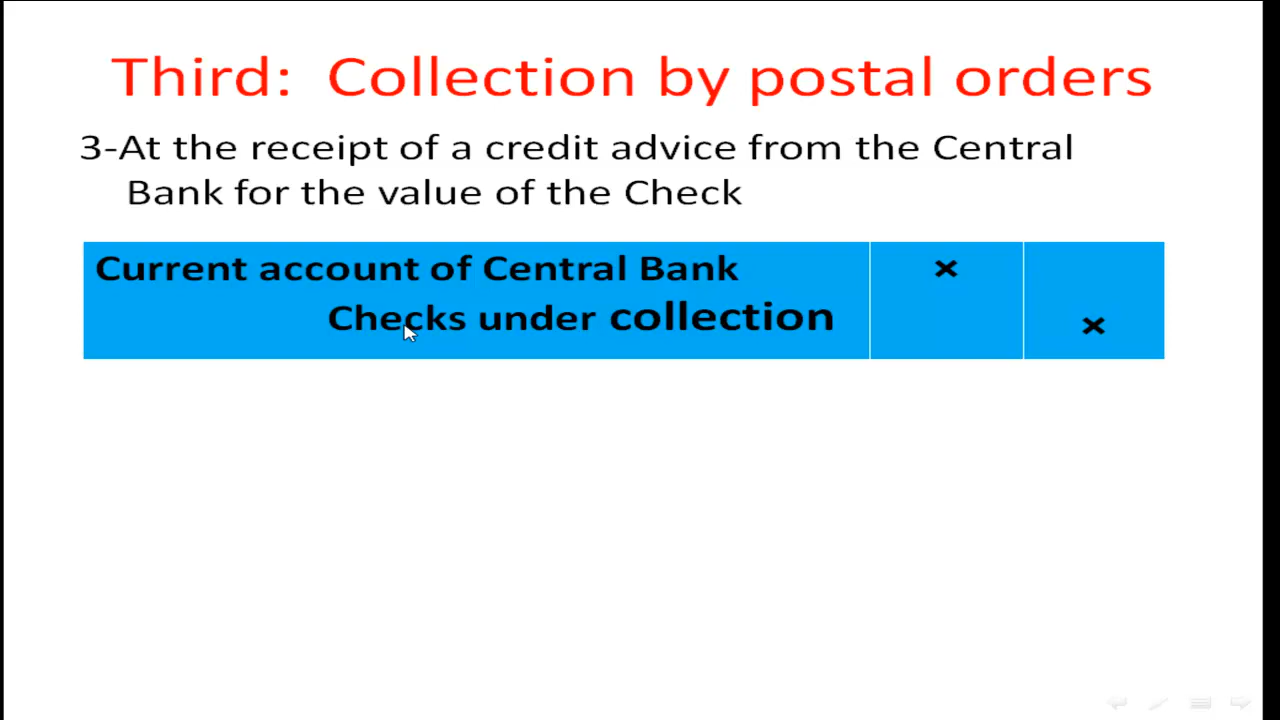 Third: Collection by postal orders
3-At the receipt of a credit advice from the Central
Bank for the value of the Check
Current account of Central Bank ×
Checks under collection ×